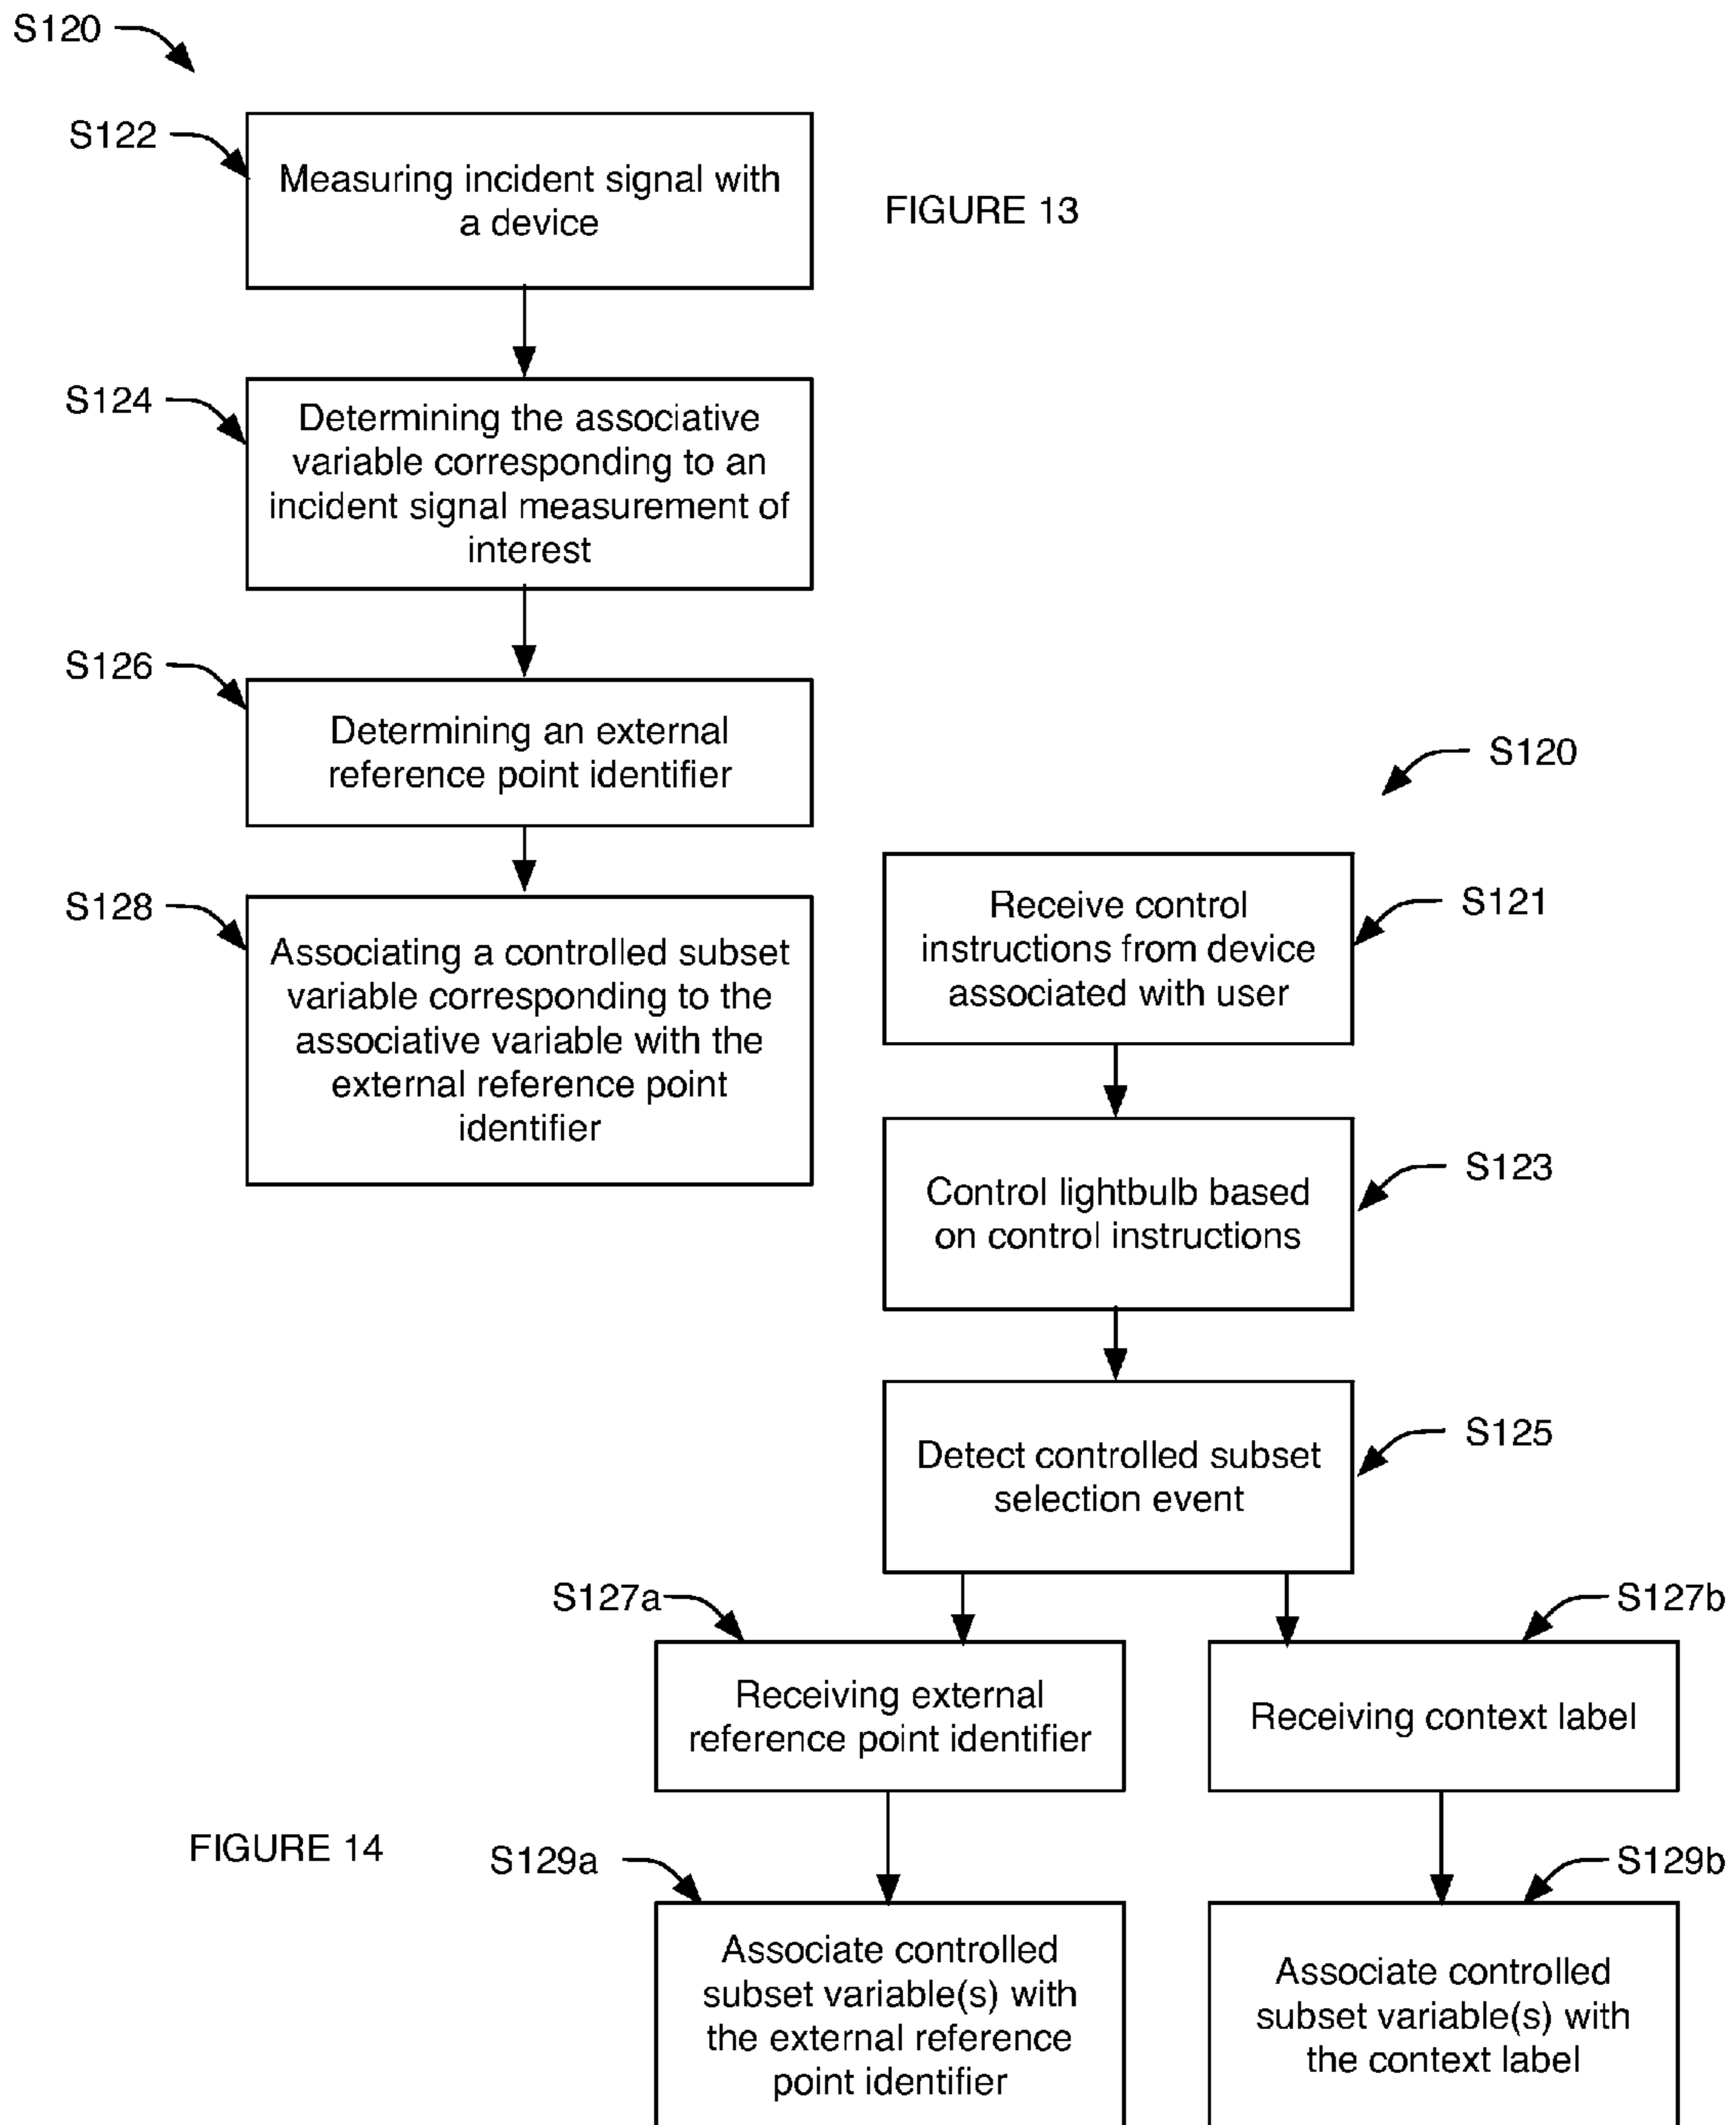 S120
S122
Measuring incident signal with
a device
FIGURE 13
S124
Determining the associative
variable corresponding to an
incident signal measurement of
interest
S126
Determining an external
reference point identifier
S128
Associating a controlled subset
variable corresponding to the
associative variable with the
external reference point
identifier
S120
S121
Receive control
instructions from device
associated with user
S123
Control lightbulb based
on control instructions
S125
Detect controlled subset
selection event
S127a
Receiving external
reference point identifier
S127b
Receiving context label
FIGURE 14
S129a
Associate controlled
subset variable(s) with
the external reference
point identifier
S129b
Associate controlled
subset variable(s) with
the context label